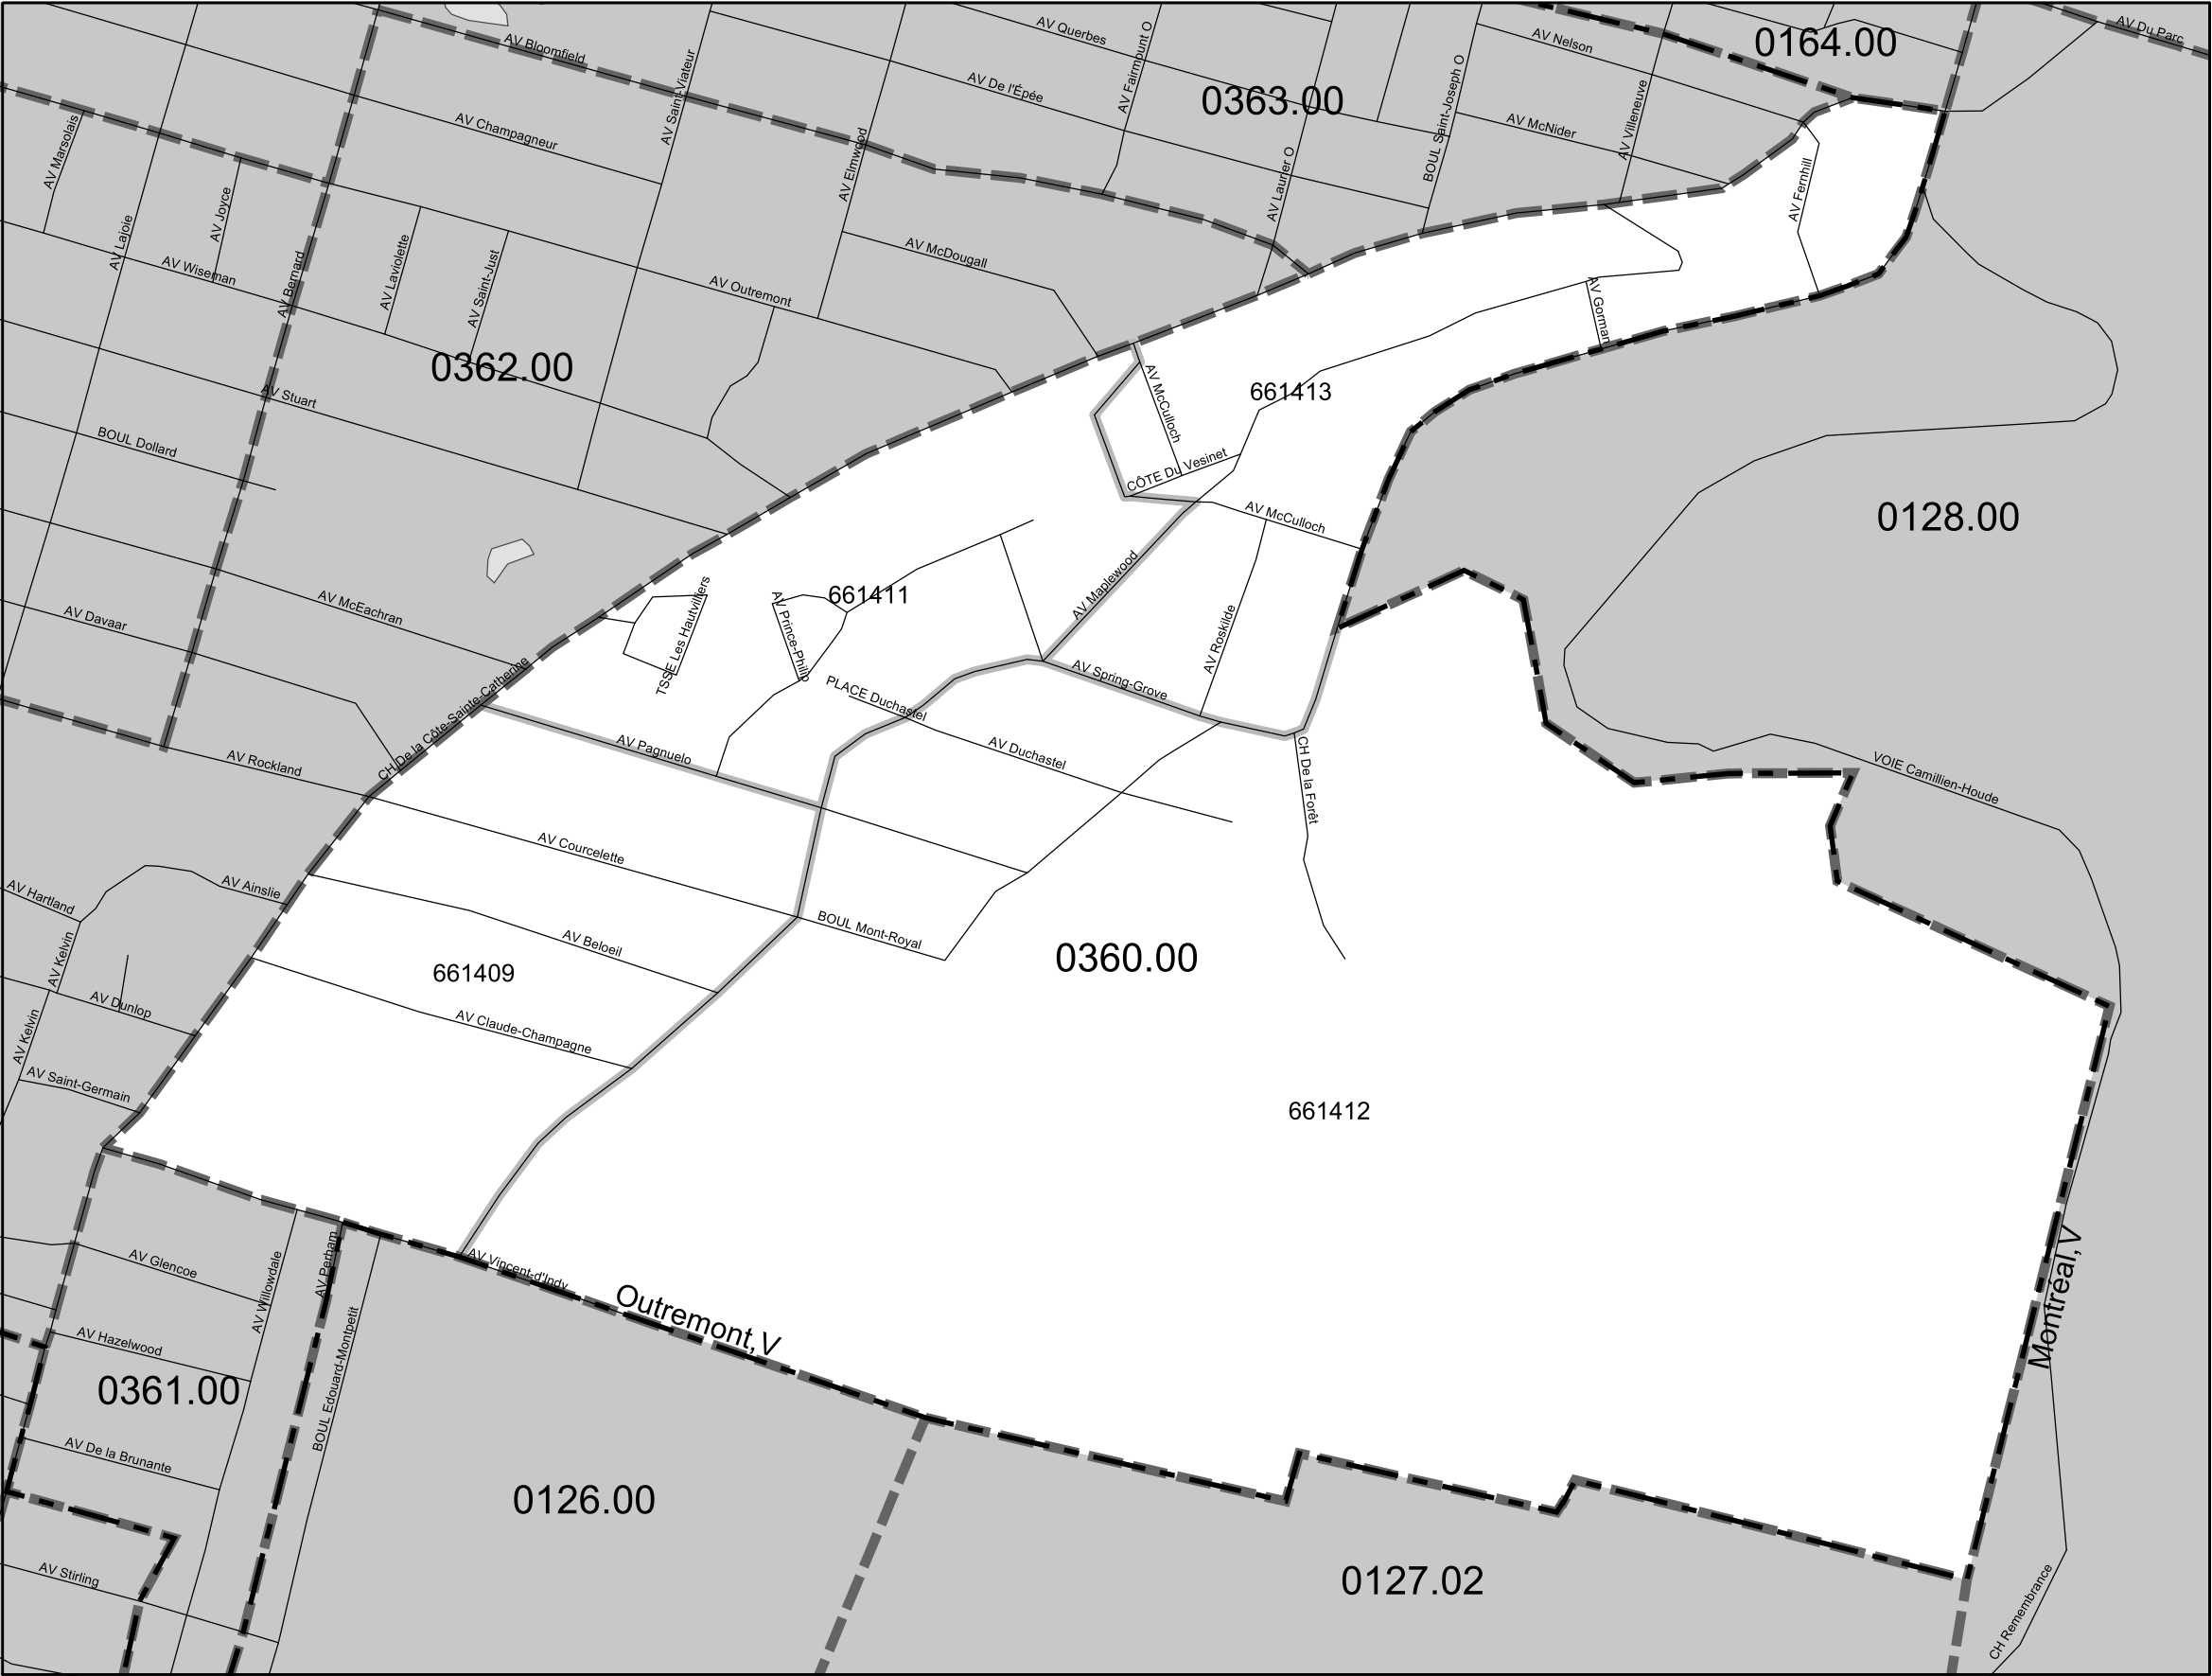 AV Du Parc
AV Querbes
AV Nelson
0164.00
AV Bloomfield
AV Saint-Viateur
AV Fairmount O
AV De l'Épée
0363.00
BOUL Saint-Joseph O
AV McNider
AV Villeneuve
AV Marsolais
AV Champagneur
AV Elmwood
AV Laurier O
AV Fernhill
AV Joyce
AV Lajoie
AV Wiseman
AV Bernard
AV Laviolette
AV Saint-Just
AV Outremont
AV McDougall
AV Gorman
0362.00
AV Stuart
661413
AV McCulloch
BOUL Dollard
CÔTE Du Vesinet
AV McCulloch
0128.00
AV McEachran
AV Davaar
661411
TSSE Les Hautvilliers
AV Prince-Philip
AV Maplewood
AV Roskilde
AV Spring-Grove
PLACE Duchastel
CH De la Côte-Sainte-Catherine
AV Rockland
AV Pagnuelo
AV Duchastel
CH De la Forêt
VOIE Camillien-Houde
AV Courcelette
AV Ainslie
AV Hartland
AV Kelvin
BOUL Mont-Royal
AV Beloeil
0360.00
661409
AV Dunlop
AV Kelvin
AV Claude-Champagne
AV Saint-Germain
661412
AV Glencoe
AV Willowdale
AV Perham
AV Vincent-d'Indy
Outremont,V
Montréal,V
AV Hazelwood
BOUL Edouard-Montpetit
0361.00
AV De la Brunante
0126.00
AV Stirling
0127.02
CH Remembrance